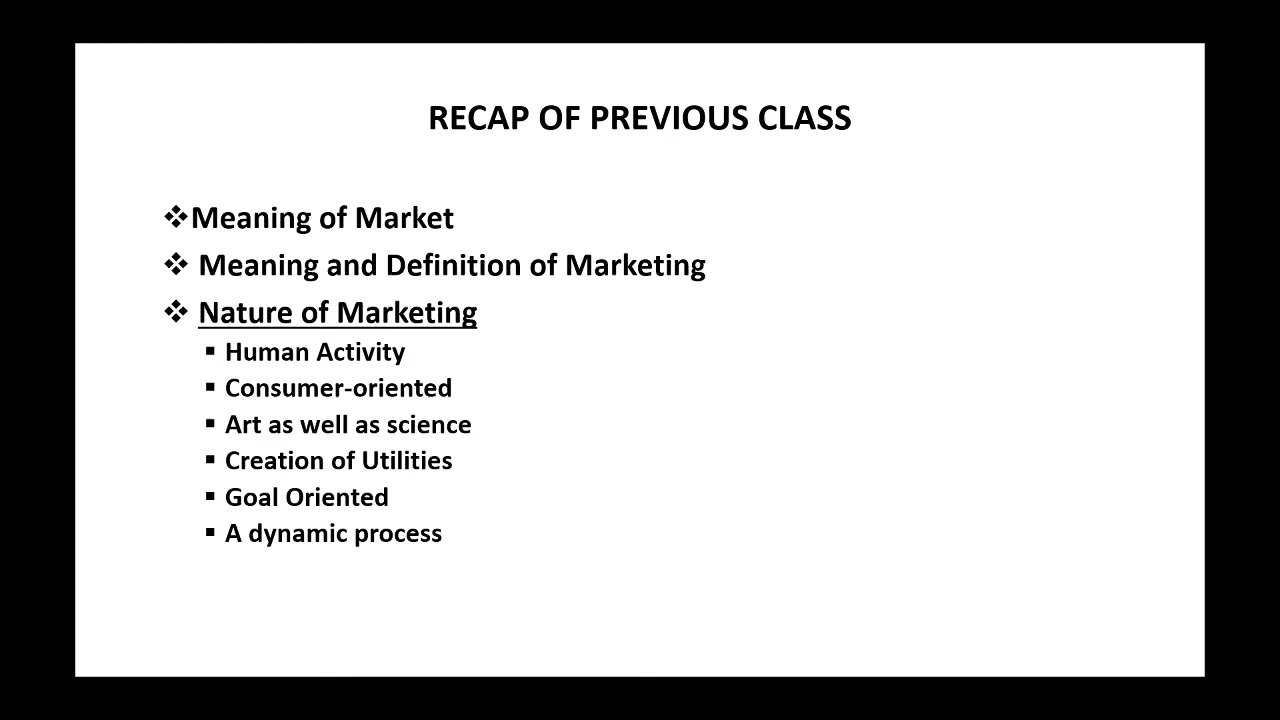 RECAP OF PREVIOUS CLASS
❖Meaning of Market
❖ Meaning and Definition of Marketing
❖ Nature of Marketing
▪ Human Activity
▪ Consumer-oriented
▪ Art as well as science
▪ Creation of Utilities
▪ Goal Oriented
▪ A dynamic process